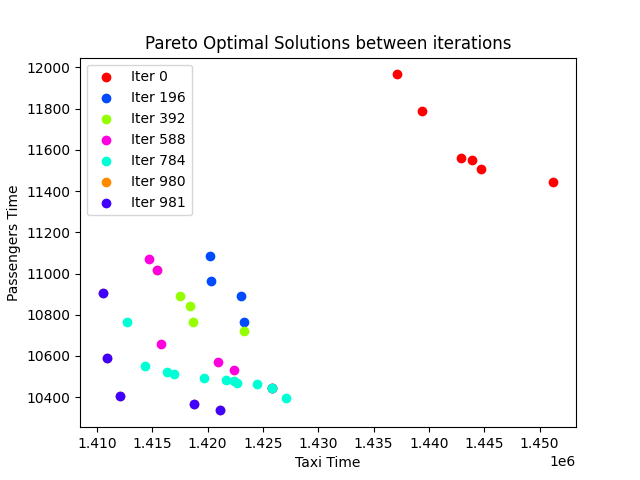 Pareto Optimal Solutions between iterations
12000
11800
11600
11400
11200
11000
10800
10600
10400
Passengers Time
Iter 0
Iter 196
Iter 392
Iter 588
Iter 784
Iter 980
Iter 981
1.410 1.415 1.420 1.425 1.430 1.435 1.440 1.445 1.450
1e6
Taxi Time